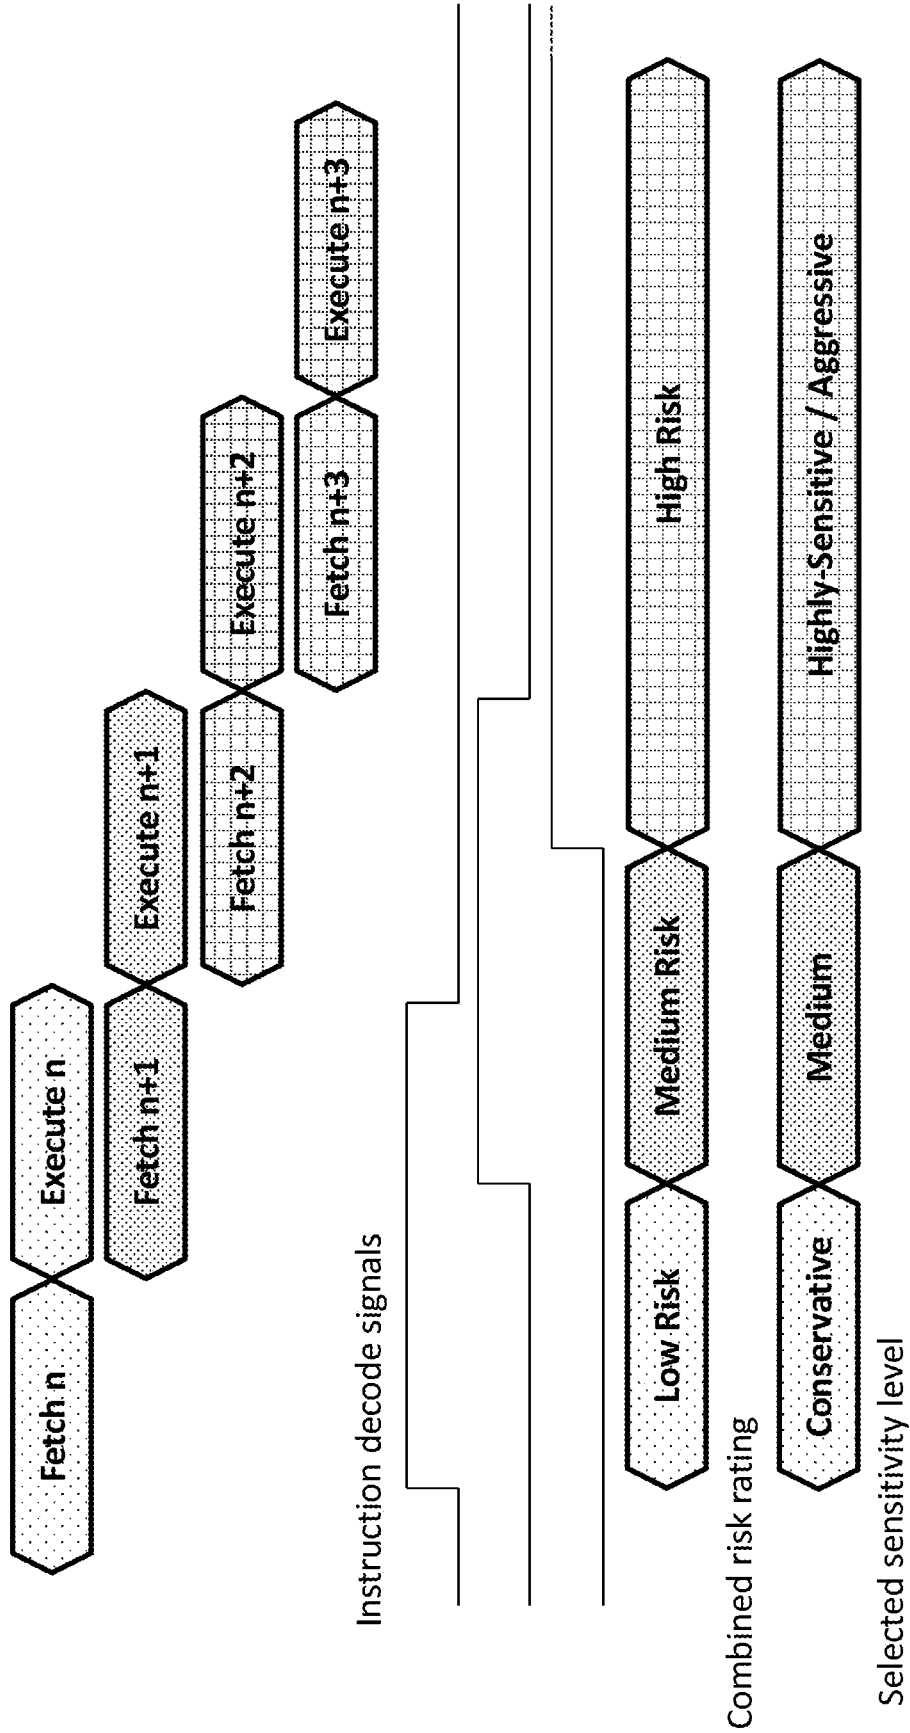 Fetch n
Execute n
Fetch n+1
Execute n+1
Fetch n+2
Execute n+2
Fetch n+3
Execute n+3
Instruction decode signals
Low Risk
Medium Risk
High Risk
Combined risk rating
Conservative
Medium
Highly-Sensitive / Aggressive
Selected sensitivity level